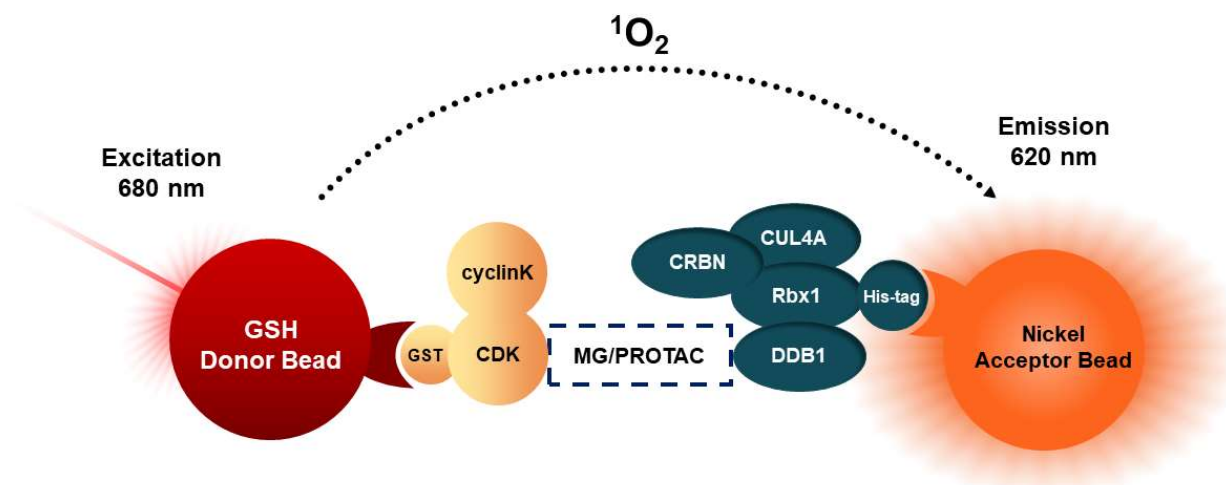 ¹O₂
Excitation
680 nm
Emission
620 nm
GSH
Donor Bead
GST
cyclinK
CDK
MG/PROTAC
CRBN
CUL4A
Rbx1
DDB1
His-tag
Nickel
Acceptor Bead